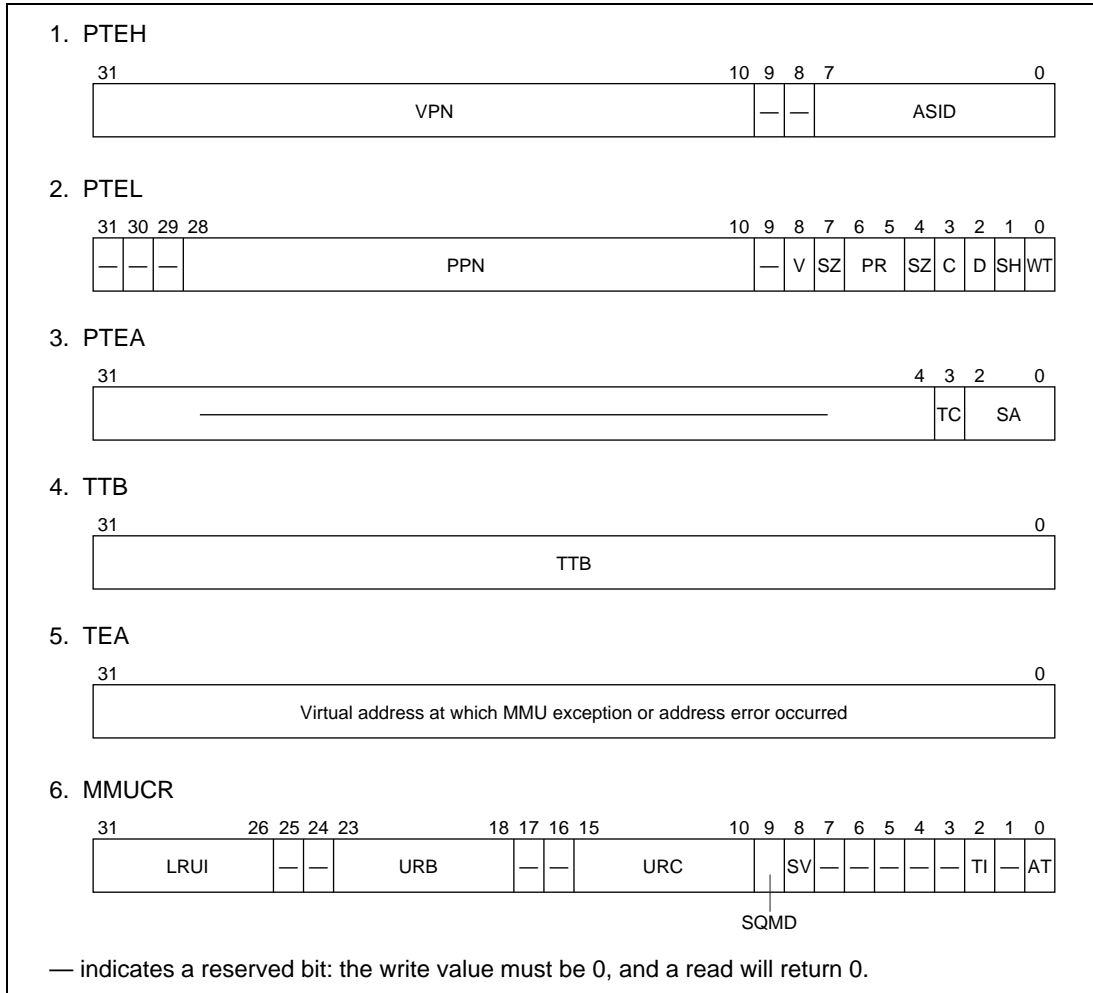 1. PTEH
31 10 9 8 7 0
VPN — — ASID
2. PTEL
31 30 29 28 10 9 8 7 6 5 4 3 2 1 0
— — — PPN — V SZ PR SZ C D SH WT
3. PTEA
31 4 3 2 0
— TC SA
4. TTB
31 0
TTB
5. TEA
31 0
Virtual address at which MMU exception or address error occurred
6. MMUCR
31 26 25 24 23 18 17 16 15 10 9 8 7 6 5 4 3 2 1 0
LRUI — — URB — — URC SV — — — — — TI — AT
SQMD
— indicates a reserved bit: the write value must be 0, and a read will return 0.